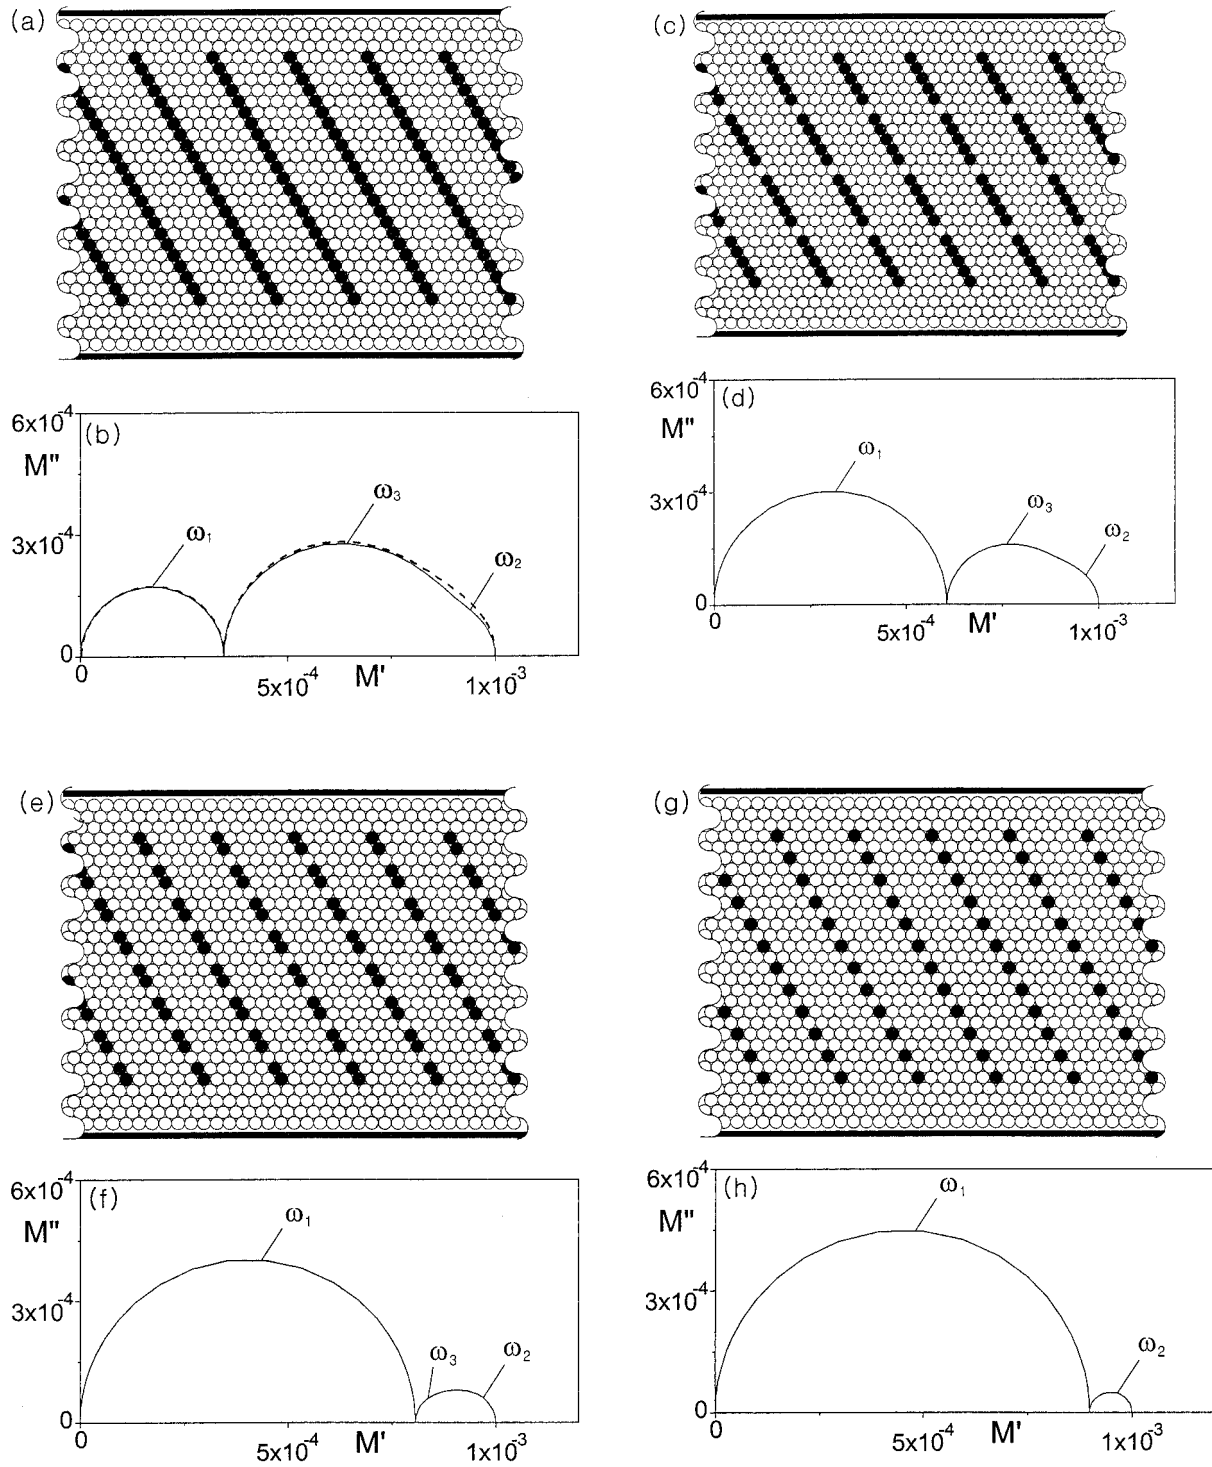 (a)
(c)
6x10⁻⁴
(b)
M"
ω₃
ω₁
3x10⁻⁴
ω₂
0
0
5x10⁻⁴
M'
1x10⁻³
6x10⁻⁴
(d)
M"
ω₁
3x10⁻⁴
ω₃
ω₂
0
0
5x10⁻⁴
M'
1x10⁻³
(e)
(g)
6x10⁻⁴
(f)
M"
ω₁
3x10⁻⁴
ω₃
ω₂
0
0
5x10⁻⁴
M'
1x10⁻³
6x10⁻⁴
(h)
M"
ω₁
3x10⁻⁴
ω₂
0
0
5x10⁻⁴
M'
1x10⁻³